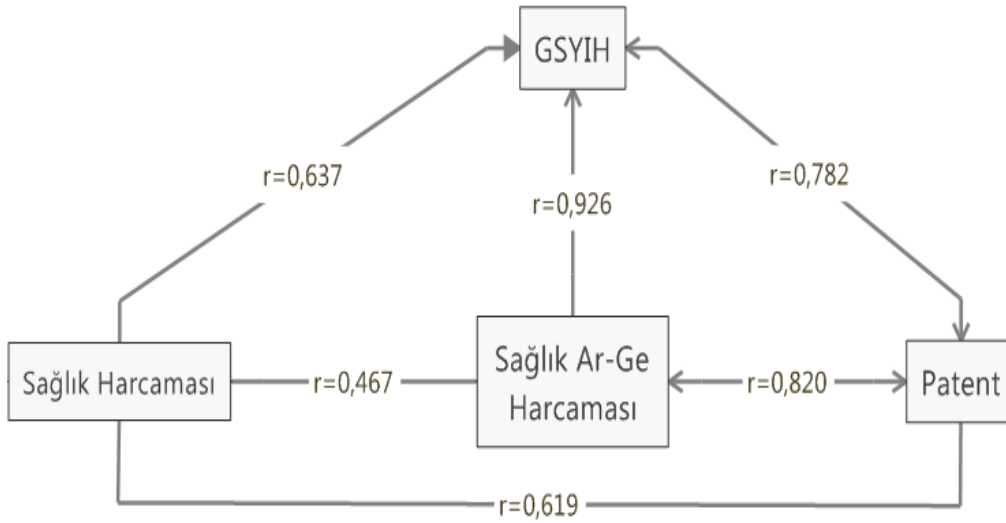 GSYIH
r=0,637
r=0,782
r=0,926
Sağlık Harcaması
r=0,467
Sağlık Ar-Ge
Harcaması
r=0,820
Patent
r=0,619